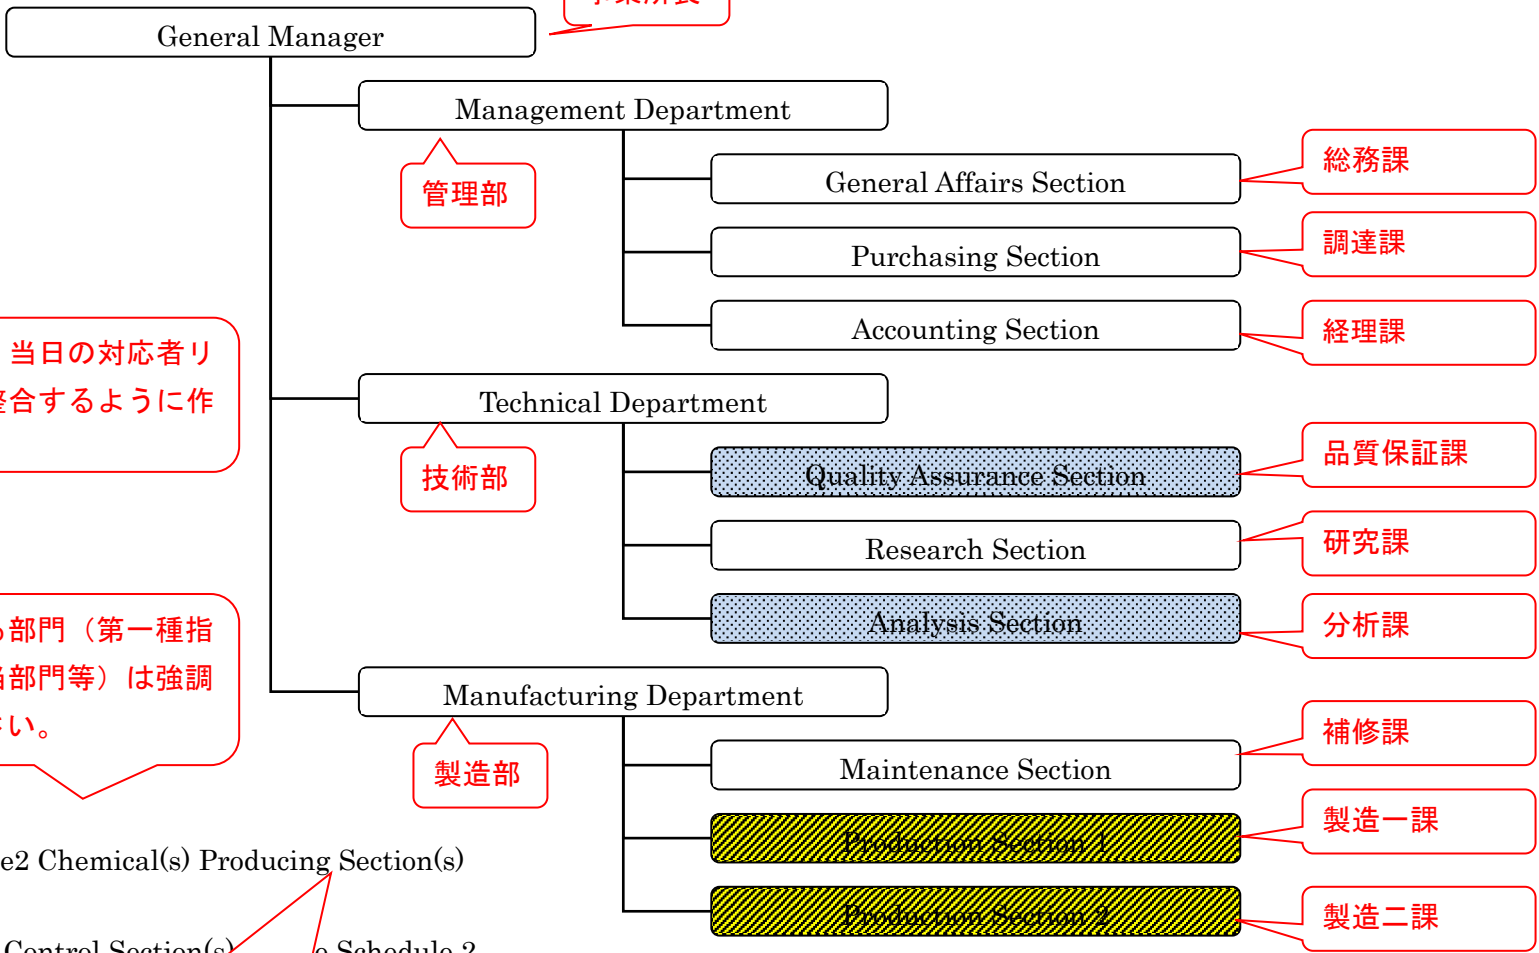 General Manager
Management Department
管理部
General Affairs Section
総務課
Purchasing Section
調達課
Accounting Section
経理課
当日の対応者リ
整合するように作
Technical Department
技術部
Quality Assurance Section
品質保証課
Research Section
研究課
Analysis Section
分析課
部門（第一種指
部門等）は強調
い。
Manufacturing Department
製造部
Maintenance Section
補修課
Production Section 1
製造一課
Production Section 2
製造二課
e2 Chemical(s) Producing Section(s)
Control Section(s) e Schedule 2